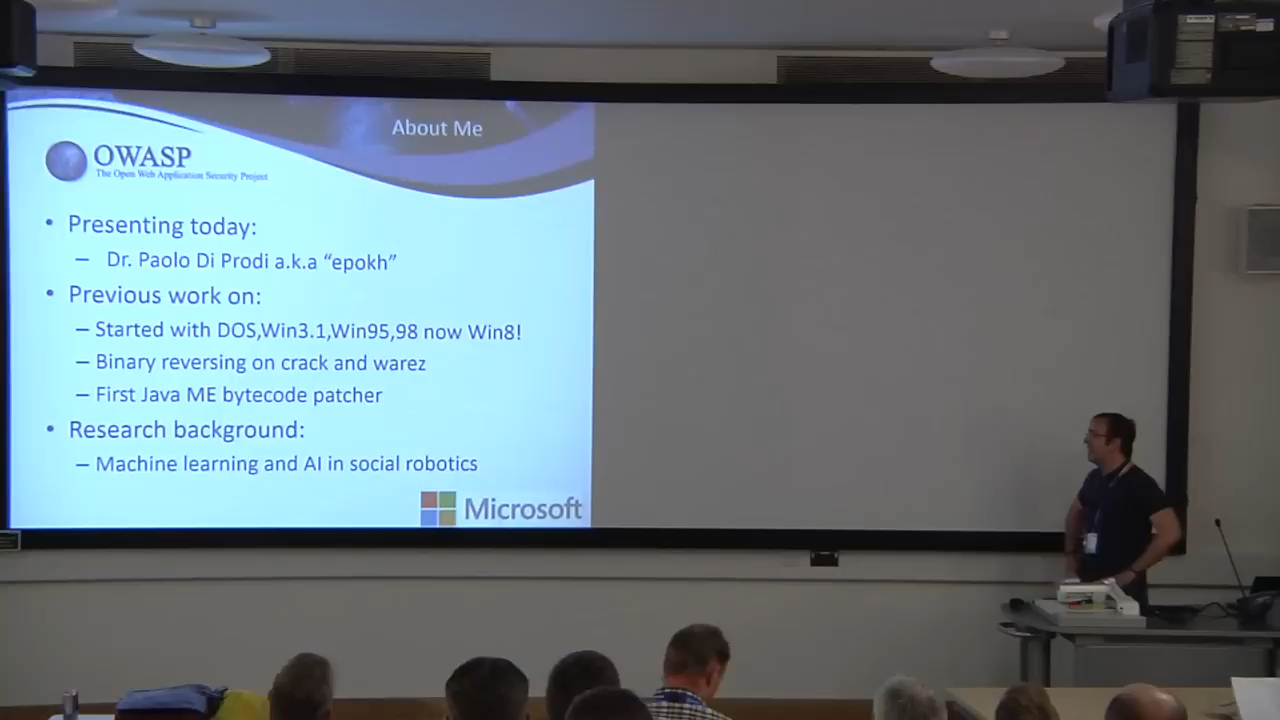 About Me
OWASP
The Open Web Application Security Project
• Presenting today:
– Dr. Paolo Di Prodi a.k.a “epokh”
• Previous work on:
– Started with DOS,Win3.1,Win95,98 now Win8!
– Binary reversing on crack and warez
– First Java ME bytecode patcher
• Research background:
– Machine learning and AI in social robotics
Microsoft